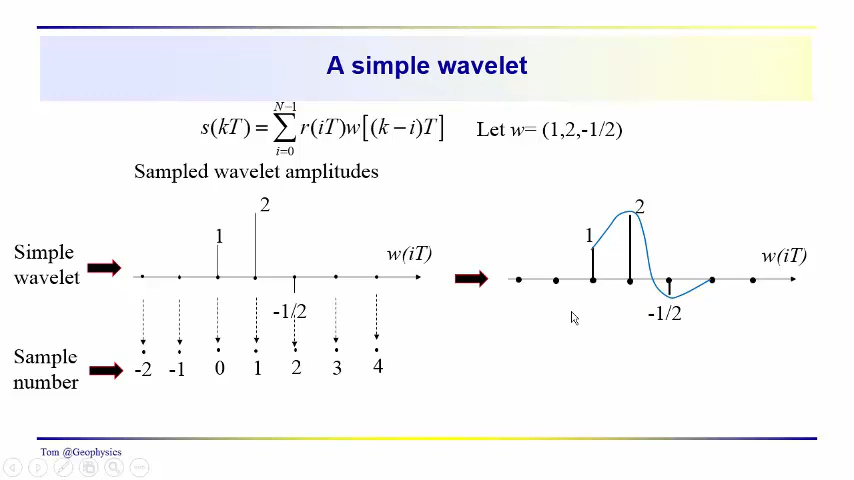 A simple wavelet
s(kT) = \sum_{i=0}^{N-1} r(iT)w[(k-i)T]
Let w= (1,2,-1/2)
Sampled wavelet amplitudes
2
1
Simple
wavelet
w(iT)
-1/2
2
1
w(iT)
-1/2
Sample
number
-2 -1 0 1 2 3 4
Tom @Geophysics